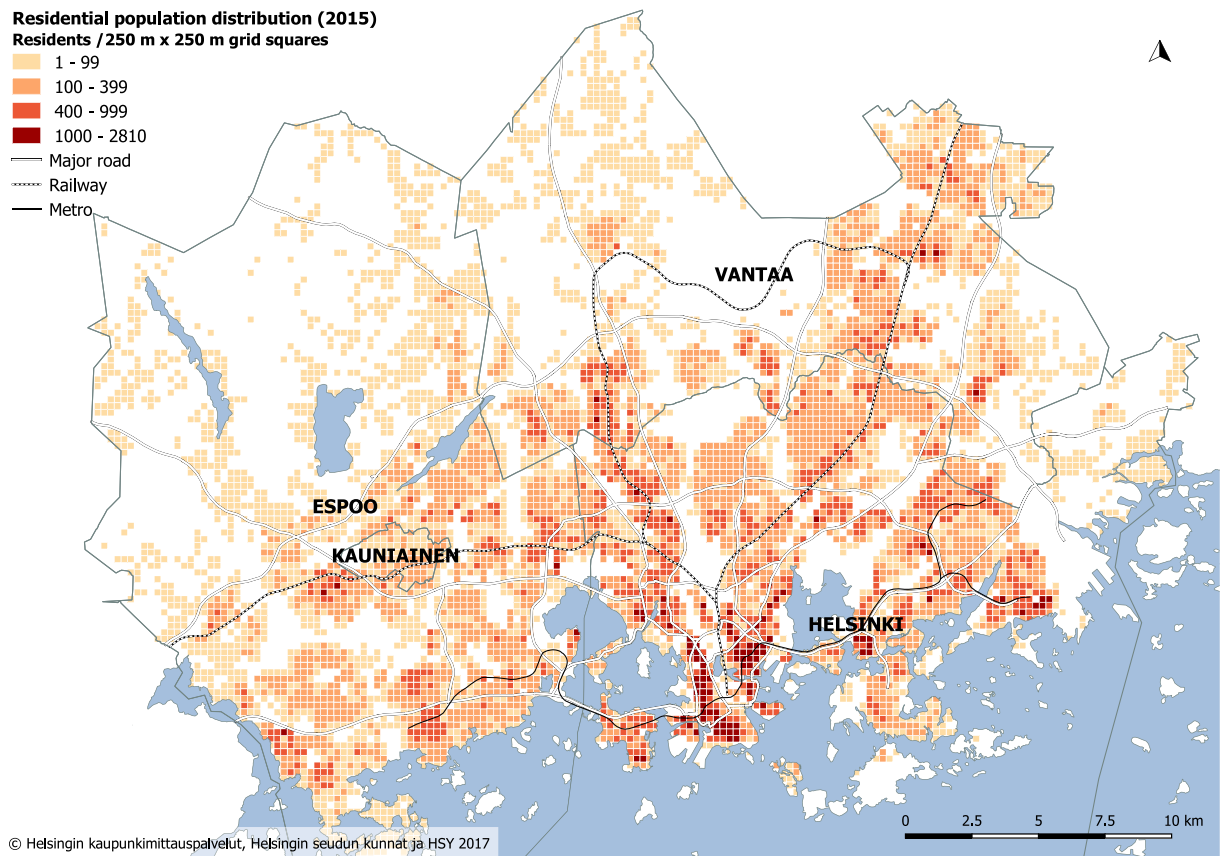 Residential population distribution (2015)
Residents /250 m x 250 m grid squares
1 - 99
100 - 399
400 - 999
1000 - 2810
Major road
Railway
Metro
VANTAA
ESPOO
KAUNIAINEN
HELSINKI
0 2.5 5 7.5 10 km
© Helsingin kaupunkimittauspalvelut, Helsingin seudun kunnat ja HSY 2017